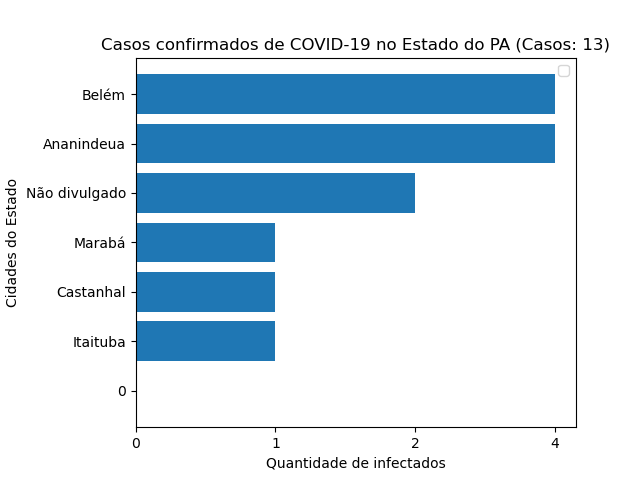 Casos confirmados de COVID-19 no Estado do PA (Casos: 13)
Belém
Ananindeua
Não divulgado
Marabá
Castanhal
Itaituba
0
Cidades do Estado
0 1 2 4
Quantidade de infectados